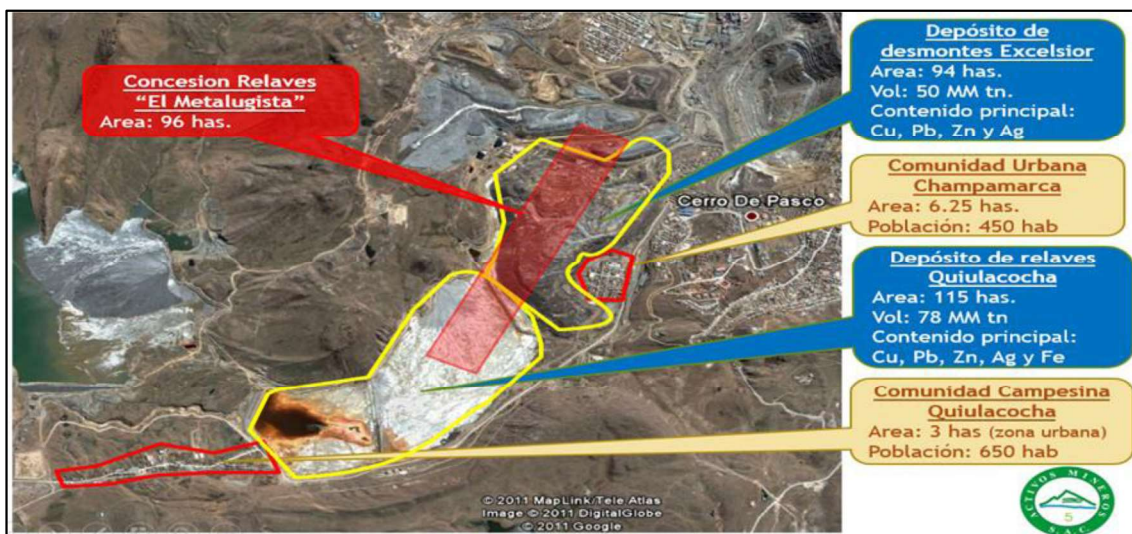 Concesion Relaves
“El Metalugista”
Area: 96 has.
Depósito de
desmontes Excelsior
Area: 94 has.
Vol: 50 MM tn.
Contenido principal:
Cu, Pb, Zn y Ag
Comunidad Urbana
Champamarca
Area: 6.25 has.
Población: 450 hab
Cerro De Pasco
Depósito de relaves
Quiulacocha
Area: 115 has.
Vol: 78 MM tn
Contenido principal:
Cu, Pb, Zn, Ag y Fe
Comunidad Campesina
Quiulacocha
Area: 3 has (zona urbana)
Población: 650 hab
© 2011 MapLink/Tele Atlas
Image © 2011 DigitalGlobe
© 2011 Google
ACTIVOS MINEROS
5
S.A.C.